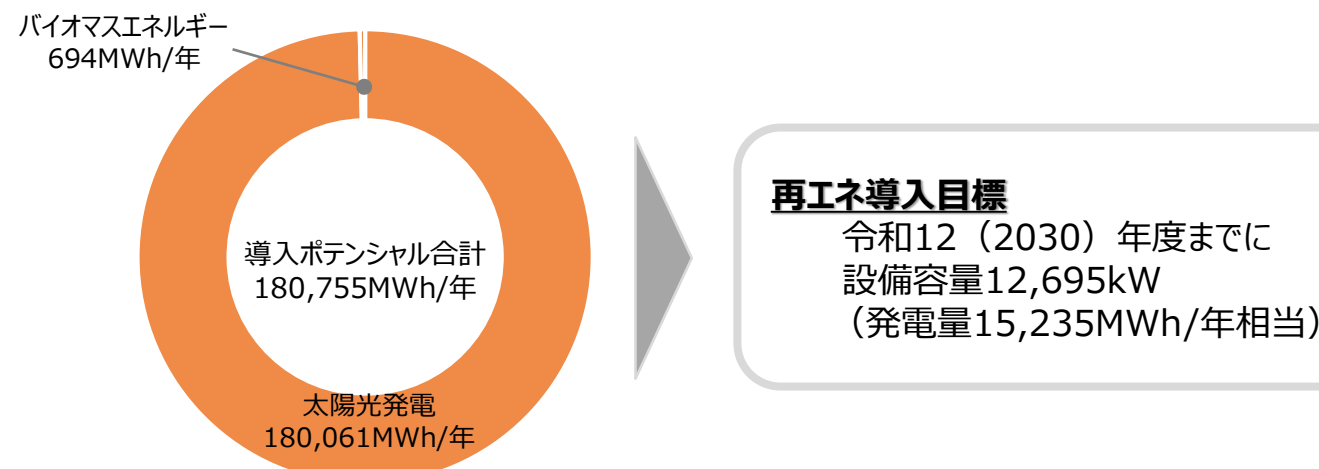 バイオマスエネルギー
694MWh/年
導入ポテンシャル合計
180,755MWh/年
太陽光発電
180,061MWh/年
再エネ導入目標
令和12（2030）年度までに
設備容量12,695kW
（発電量15,235MWh/年相当）